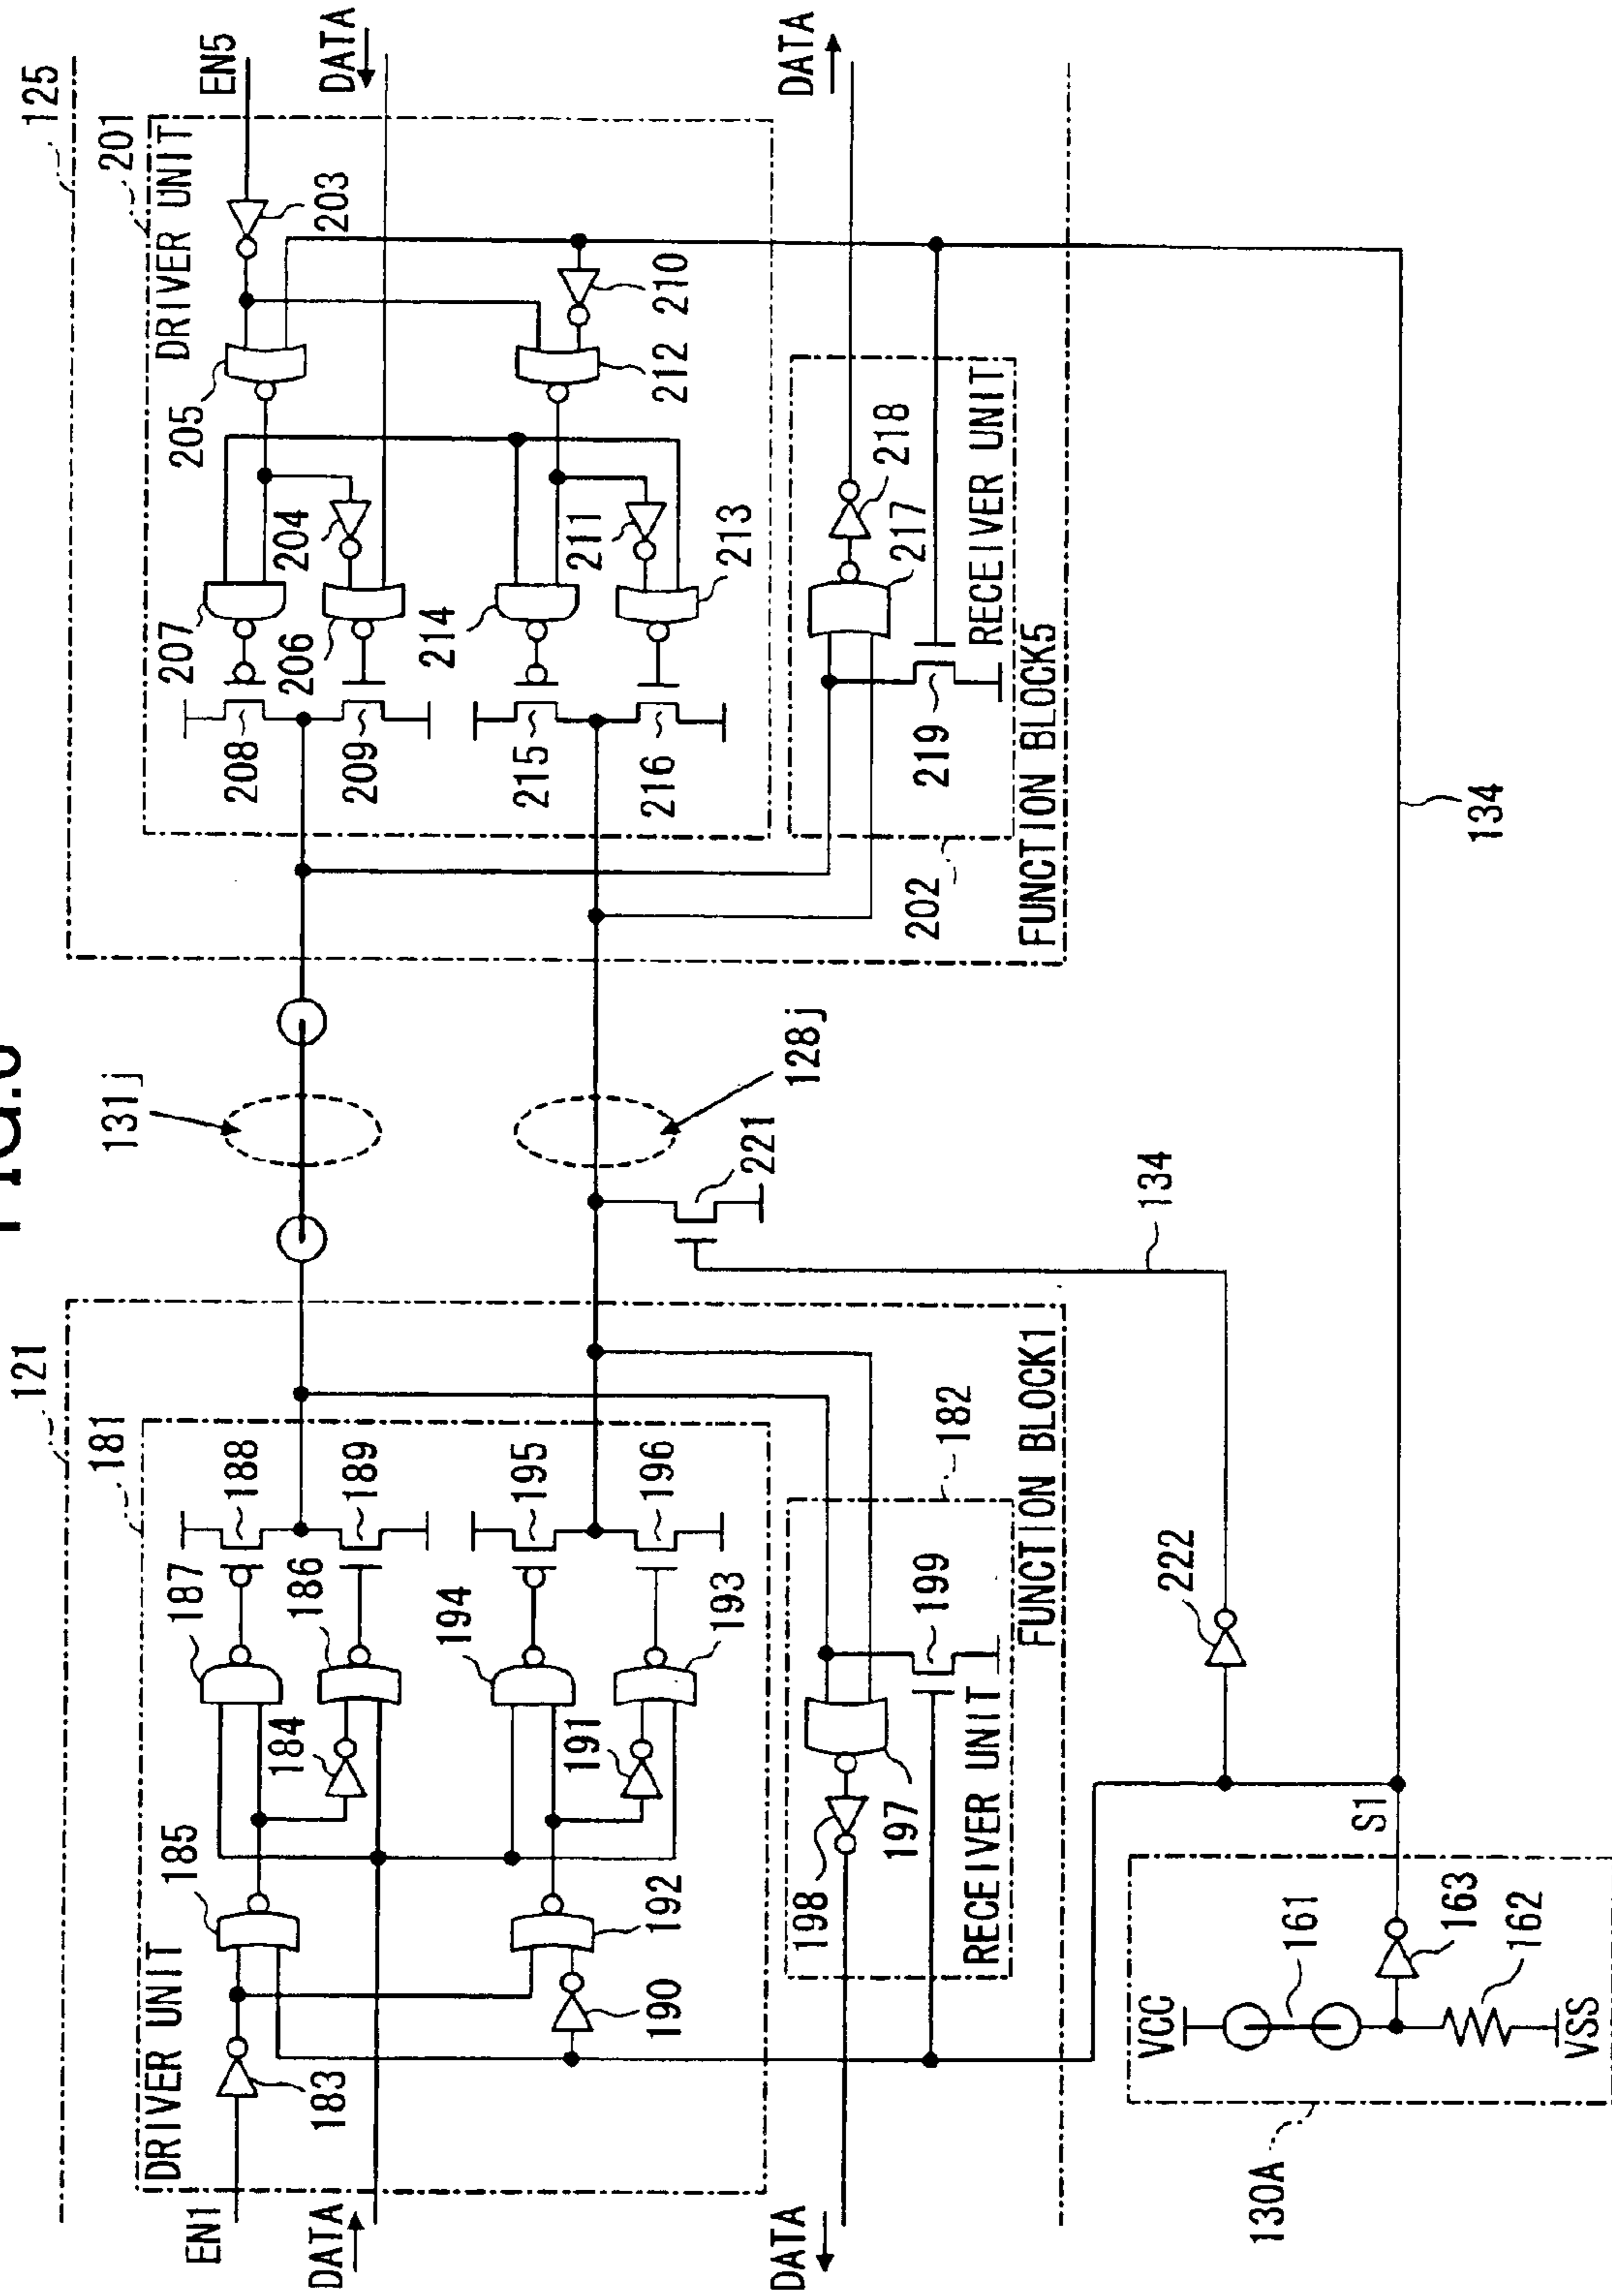 121
125
181
201
131j
DRIVER UNIT
185
187
188
205
DRIVER UNIT
EN1
207
208
EN5
183
184
186
189
209
206
204
203
DATA
DATA
194
195
214
215
191
211
190
192
193
196
216
213
212
210
221
128j
DATA
198
197
199
182
202
219
217
218
DATA
RECEIVER UNIT
RECEIVER UNIT
FUNCTION BLOCK1
FUNCTION BLOCK5
VCC
161
222
134
130A
S1
163
162
VSS
134